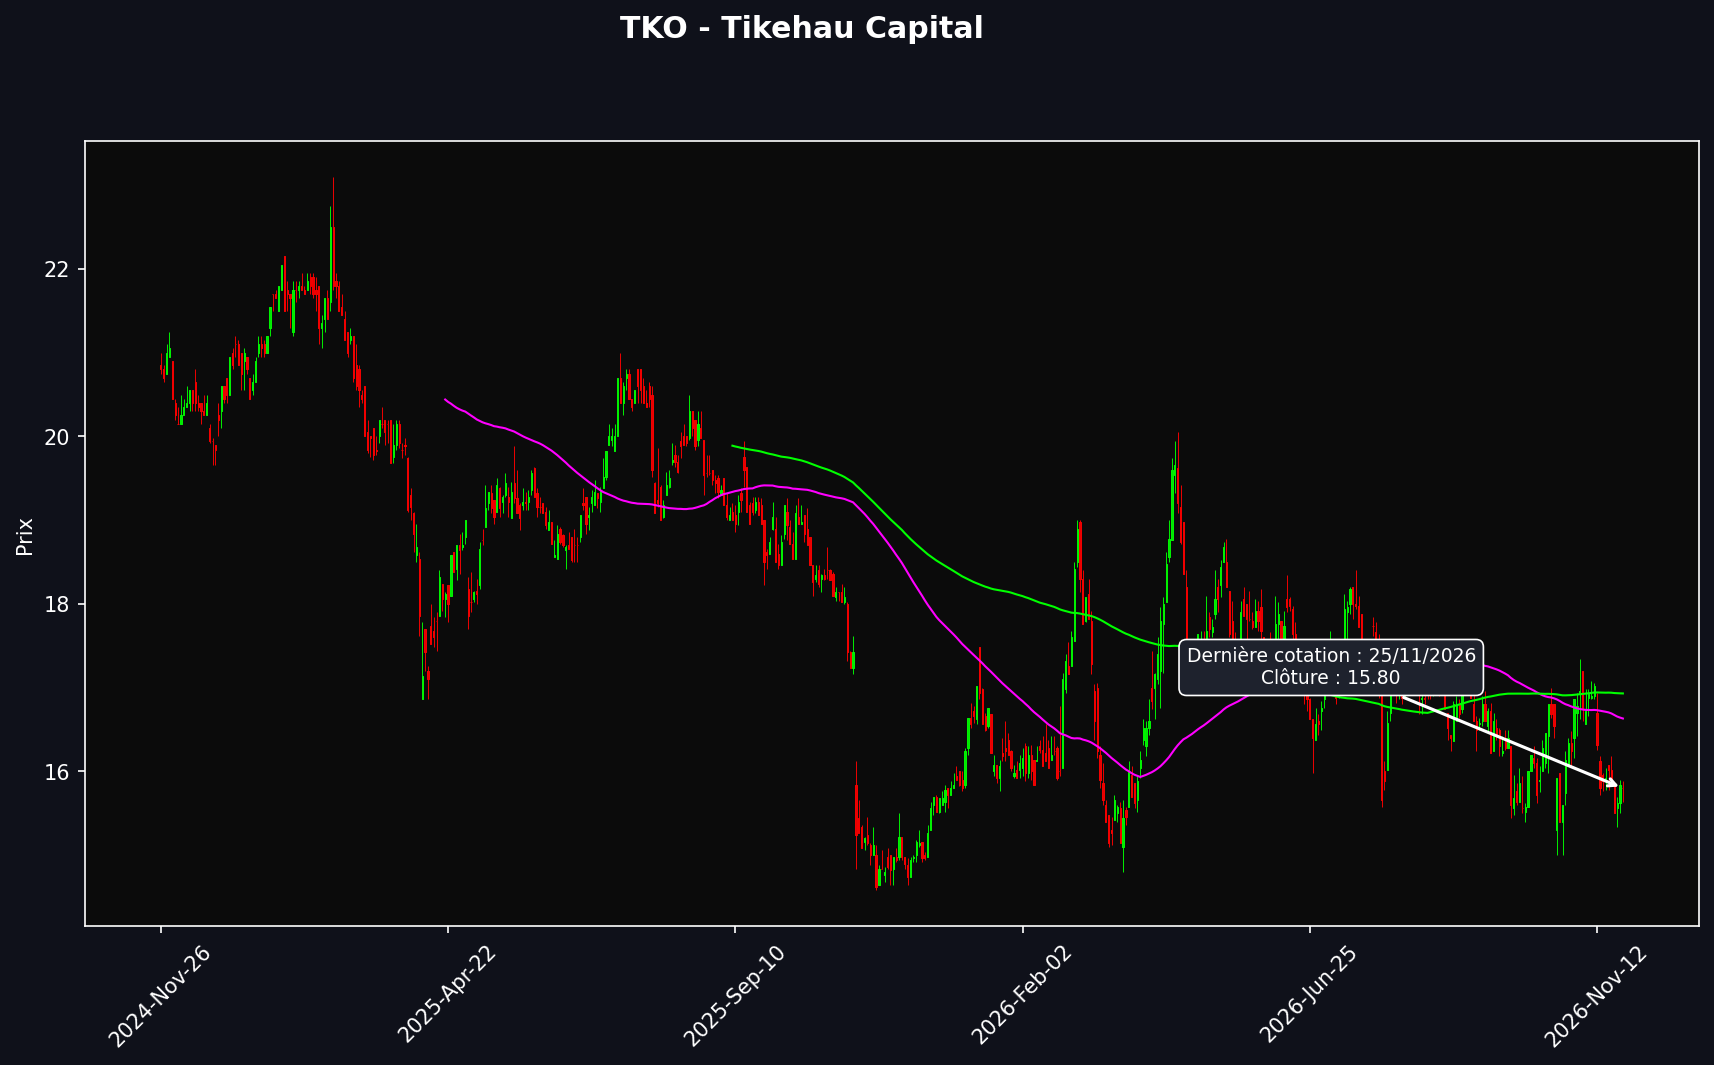 TKO - Tikehau Capital
Prix
22
20
18
16
Dernière cotation : 25/11/2026
Clôture : 15.80
2024-Nov-26
2025-Apr-22
2025-Sep-10
2026-Feb-02
2026-Jun-25
2026-Nov-12